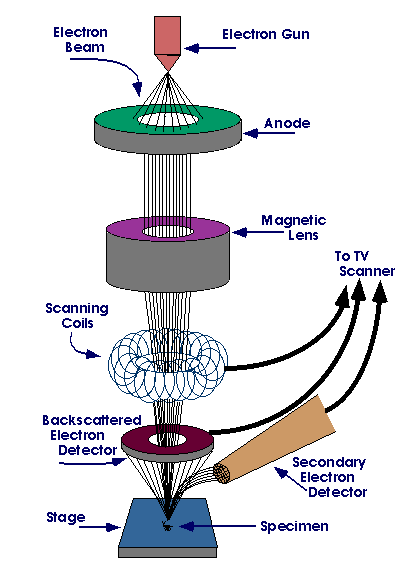 Electron
Beam
Electron Gun
Anode
Magnetic
Lens
To TV
Scanner
Scanning
Coils
Backscattered
Electron
Detector
Secondary
Electron
Detector
Stage
Specimen